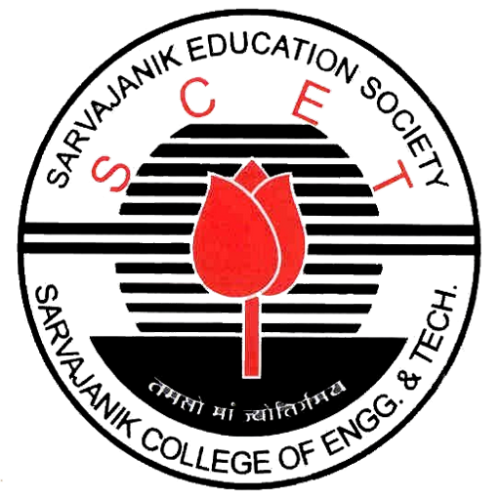 SARVAJANIK EDUCATION SOCIETY
S C E T
तमसो मां ज्योतिर्गमय
SARVAJANIK COLLEGE OF ENGG. & TECH.